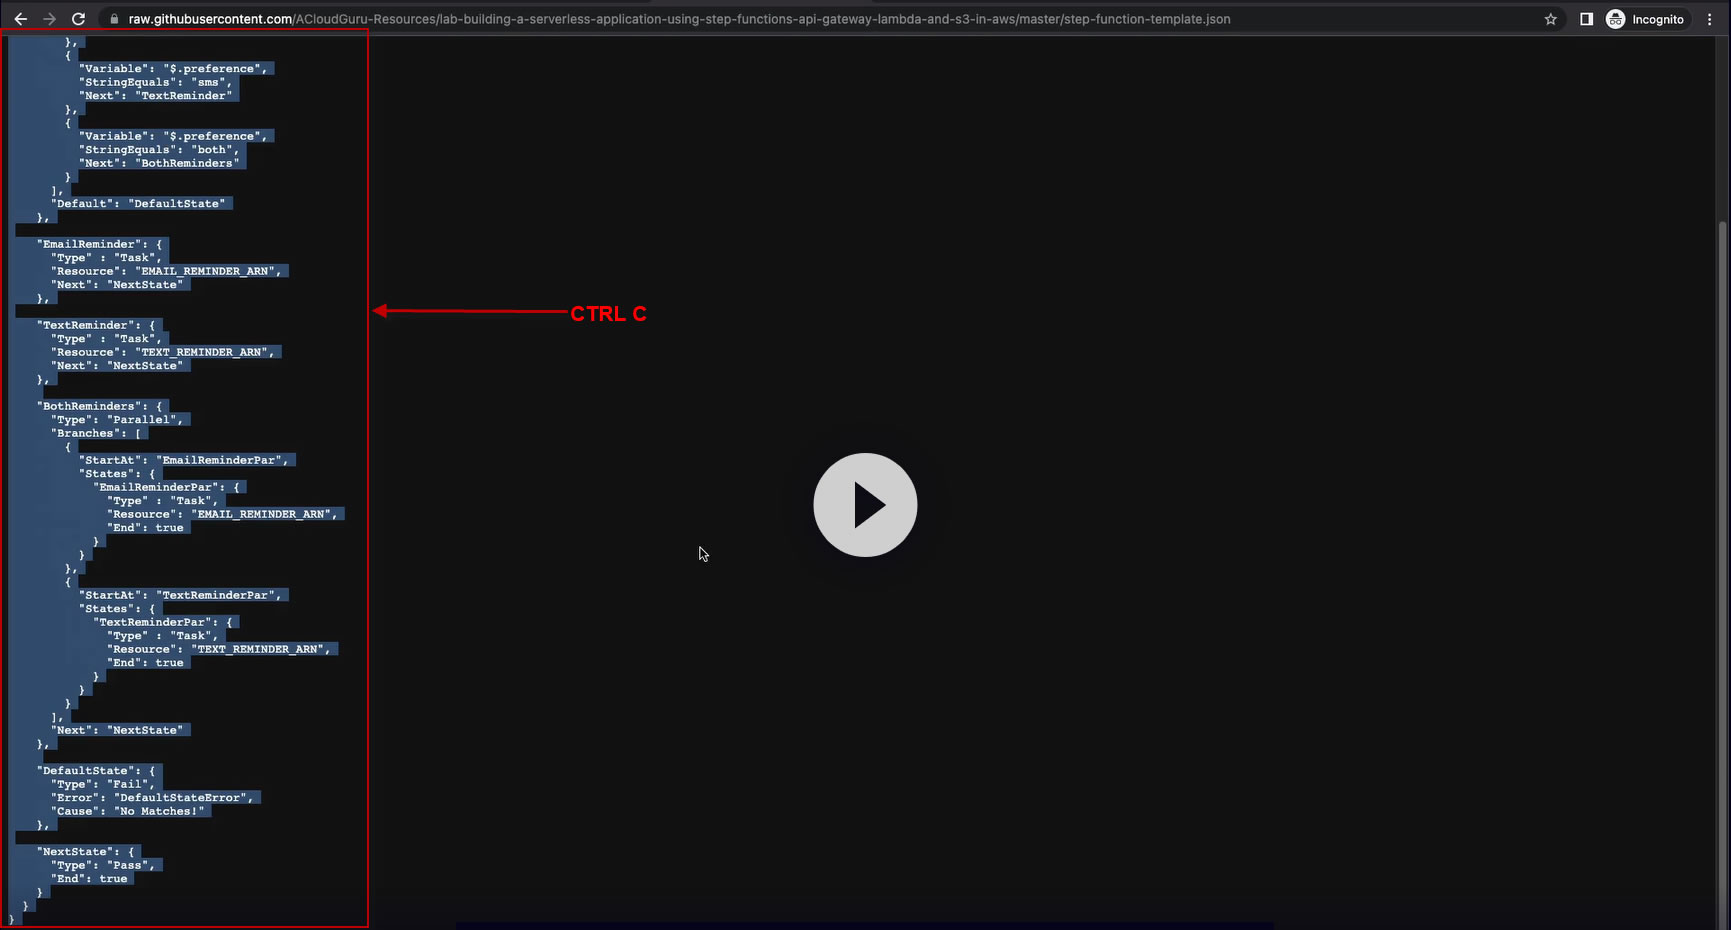 raw.githubusercontent.com/ACloudGuru-Resources/lab-building-a-serverless-application-using-step-functions-api-gateway-lambda-and-s3-in-aws/master/step-function-template.json
Incognito
},
{
"Variable": "$.preference",
"StringEquals": "sms",
"Next": "TextReminder"
},
{
"Variable": "$.preference",
"StringEquals": "both",
"Next": "BothReminders"
}
],
"Default": "DefaultState"
},
"EmailReminder": {
"Type" : "Task",
"Resource": "EMAIL_REMINDER_ARN",
"Next": "NextState"
},
CTRL C
"TextReminder": {
"Type" : "Task",
"Resource": "TEXT_REMINDER_ARN",
"Next": "NextState"
},
"BothReminders": {
"Type": "Parallel",
"Branches": [
{
"StartAt": "EmailReminderPar",
"States": {
"EmailReminderPar": {
"Type" : "Task",
"Resource": "EMAIL_REMINDER_ARN",
"End": true
}
}
},
{
"StartAt": "TextReminderPar",
"States": {
"TextReminderPar": {
"Type" : "Task",
"Resource": "TEXT_REMINDER_ARN",
"End": true
}
}
}
],
"Next": "NextState"
},
"DefaultState": {
"Type": "Fail",
"Error": "DefaultStateError",
"Cause": "No Matches!"
},
"NextState": {
"Type": "Pass",
"End": true
}
}
}